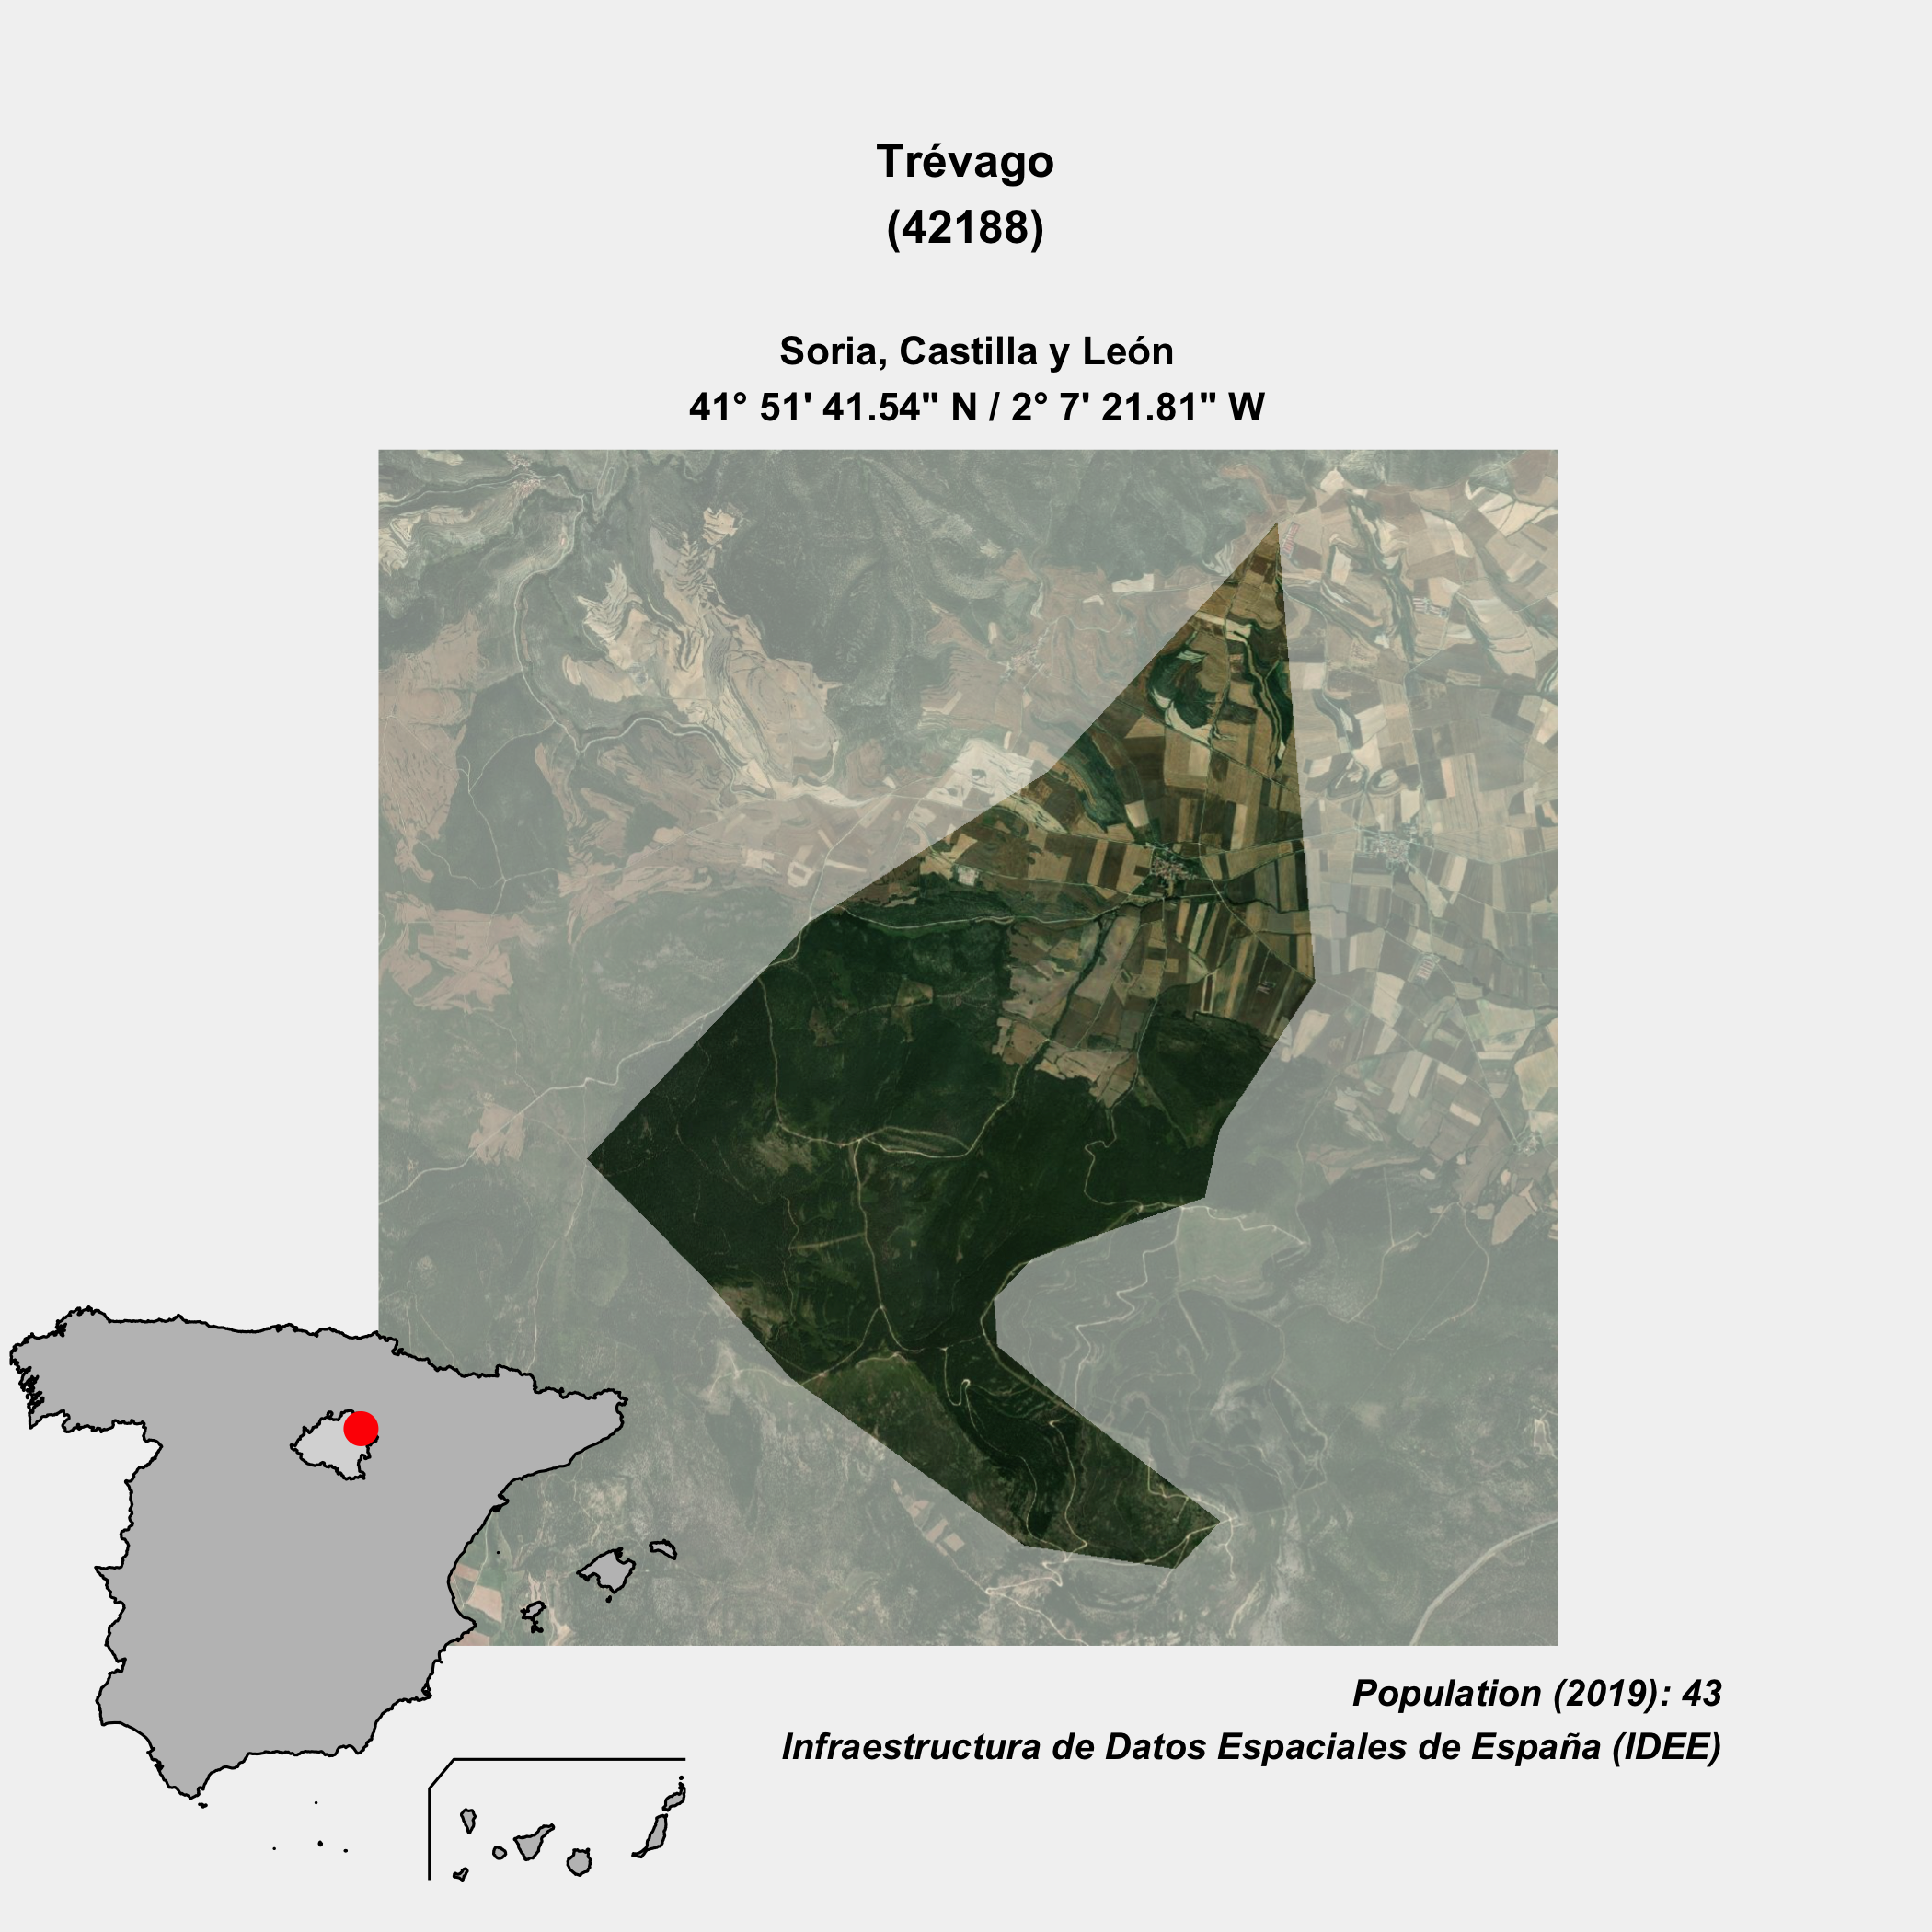 Trévago
(42188)
Soria, Castilla y León
41° 51' 41.54" N / 2° 7' 21.81" W
Population (2019): 43
Infraestructura de Datos Espaciales de España (IDEE)